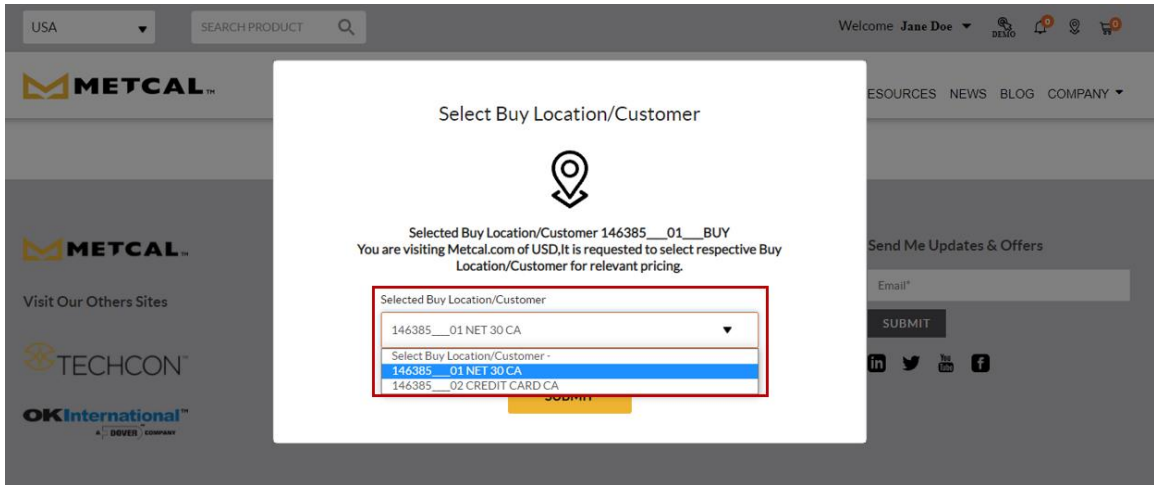 USA
SEARCH PRODUCT
Welcome Jane Doe
DEMO
0
0
METCAL™
ESOURCES NEWS BLOG COMPANY
Select Buy Location/Customer
Selected Buy Location/Customer 146385___01___BUY
You are visiting Metcal.com of USD,It is requested to select respective Buy
Location/Customer for relevant pricing.
Selected Buy Location/Customer
146385___01 NET 30 CA
Select Buy Location/Customer -
146385___01 NET 30 CA
146385___02 CREDIT CARD CA
SUBMIT
METCAL™
Visit Our Others Sites
TECHCON™
OKInternational™
A DOVER COMPANY
Send Me Updates & Offers
Email*
SUBMIT
in
You
Tube
f